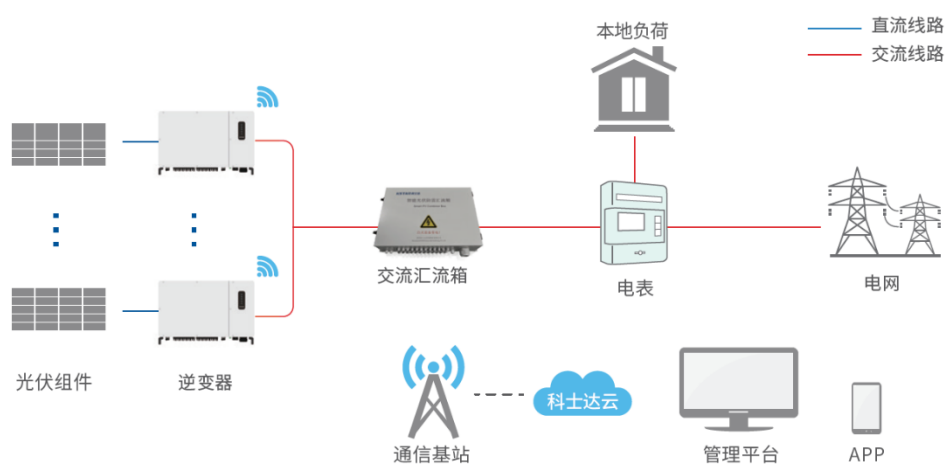 本地负荷
直流线路
交流线路
交流汇流箱
电表
电网
光伏组件
逆变器
科士达云
通信基站
管理平台
APP